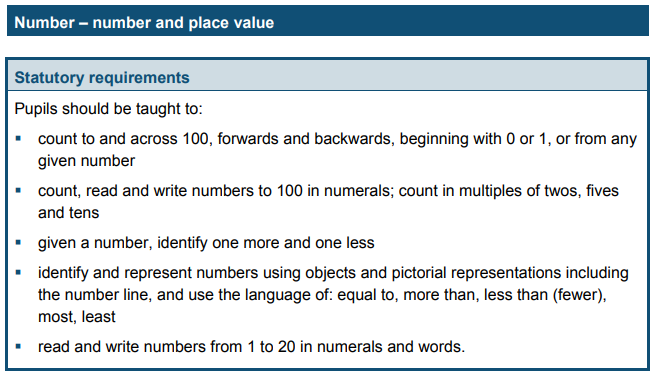 Number – number and place value
Statutory requirements
Pupils should be taught to:
▪ count to and across 100, forwards and backwards, beginning with 0 or 1, or from any
given number
▪ count, read and write numbers to 100 in numerals; count in multiples of twos, fives
and tens
▪ given a number, identify one more and one less
▪ identify and represent numbers using objects and pictorial representations including
the number line, and use the language of: equal to, more than, less than (fewer),
most, least
▪ read and write numbers from 1 to 20 in numerals and words.